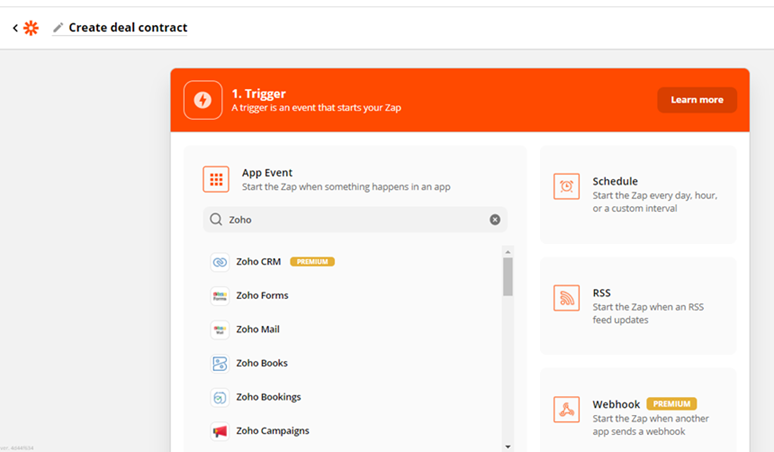 Create deal contract
1. Trigger
A trigger is an event that starts your Zap
Learn more
App Event
Start the Zap when something happens in an app
Zoho
Zoho CRM PREMIUM
Zoho Forms
Zoho Mail
Zoho Books
Zoho Bookings
Zoho Campaigns
Schedule
Start the Zap every day, hour,
or a custom interval
RSS
Start the Zap when an RSS
feed updates
Webhook PREMIUM
Start the Zap when another
app sends a webhook